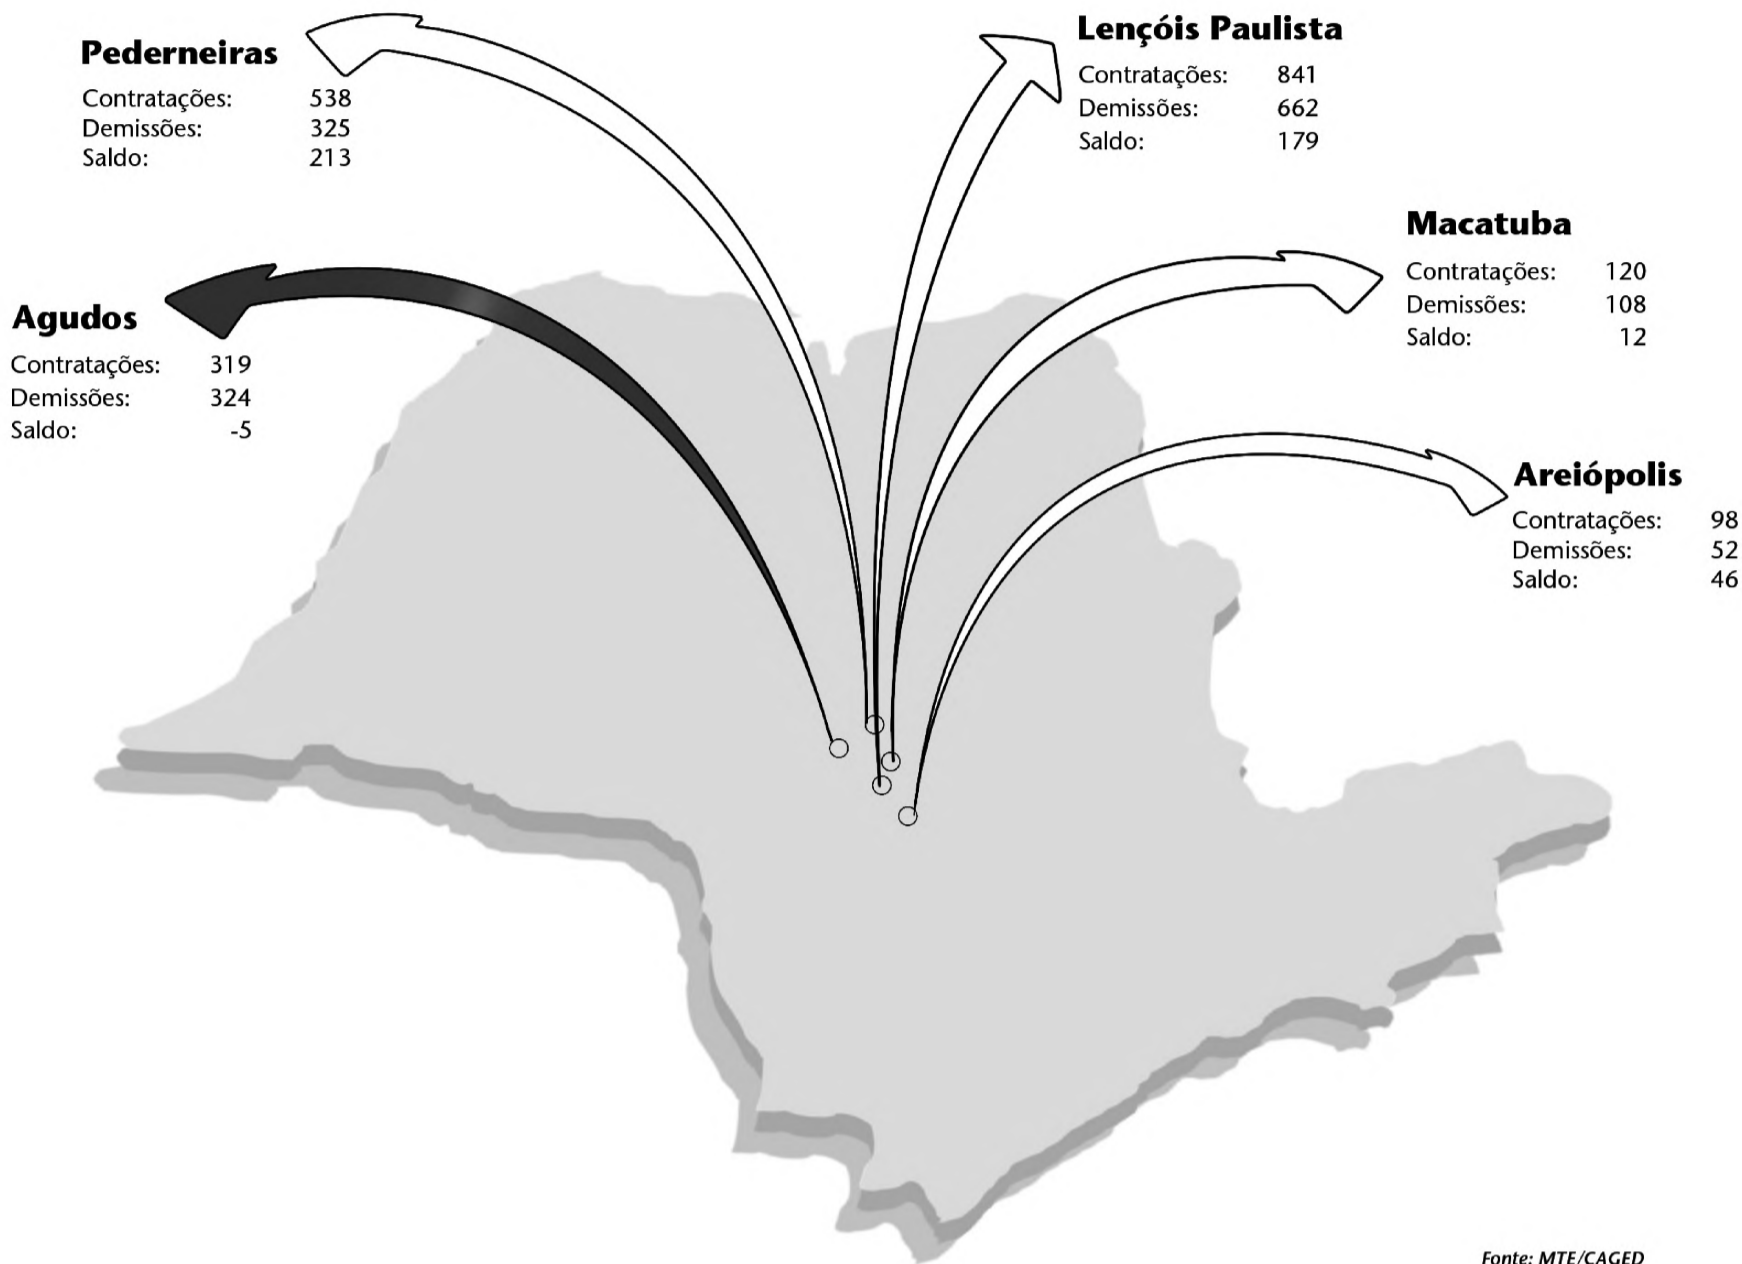 Pederneiras
Contratações: 538
Demissões: 325
Saldo: 213
Lençóis Paulista
Contratações: 841
Demissões: 662
Saldo: 179
Macatuba
Contratações: 120
Demissões: 108
Saldo: 12
Agudos
Contratações: 319
Demissões: 324
Saldo: -5
Areiópolis
Contratações: 98
Demissões: 52
Saldo: 46
Fonte: MTE/CAGED